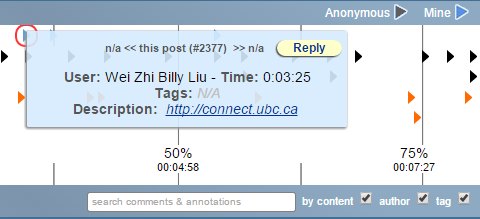 Anonymous Mine
n/a << this post (#2377) >> n/a Reply
User: Wei Zhi Billy Liu - Time: 0:03:25
Tags: N/A
Description: http://connect.ubc.ca
50% 75%
00:04:58 00:07:27
search comments & annotations by content author tag